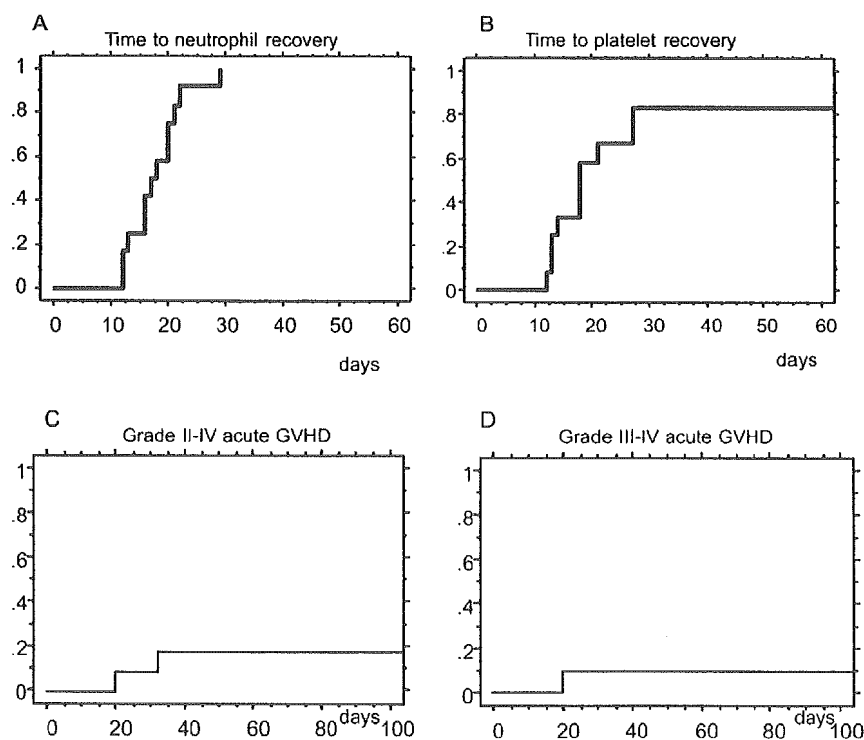 A
Time to neutrophil recovery
1
.8
.6
.4
.2
0
0 10 20 30 40 50 60
days
B
Time to platelet recovery
1
.8
.6
.4
.2
0
0 10 20 30 40 50 60
days
C
Grade II-IV acute GVHD
1
.8
.6
.4
.2
0
0 20 40 60 80 100
days
D
Grade III-IV acute GVHD
1
.8
.6
.4
.2
0
0 20 40 60 80 100
days